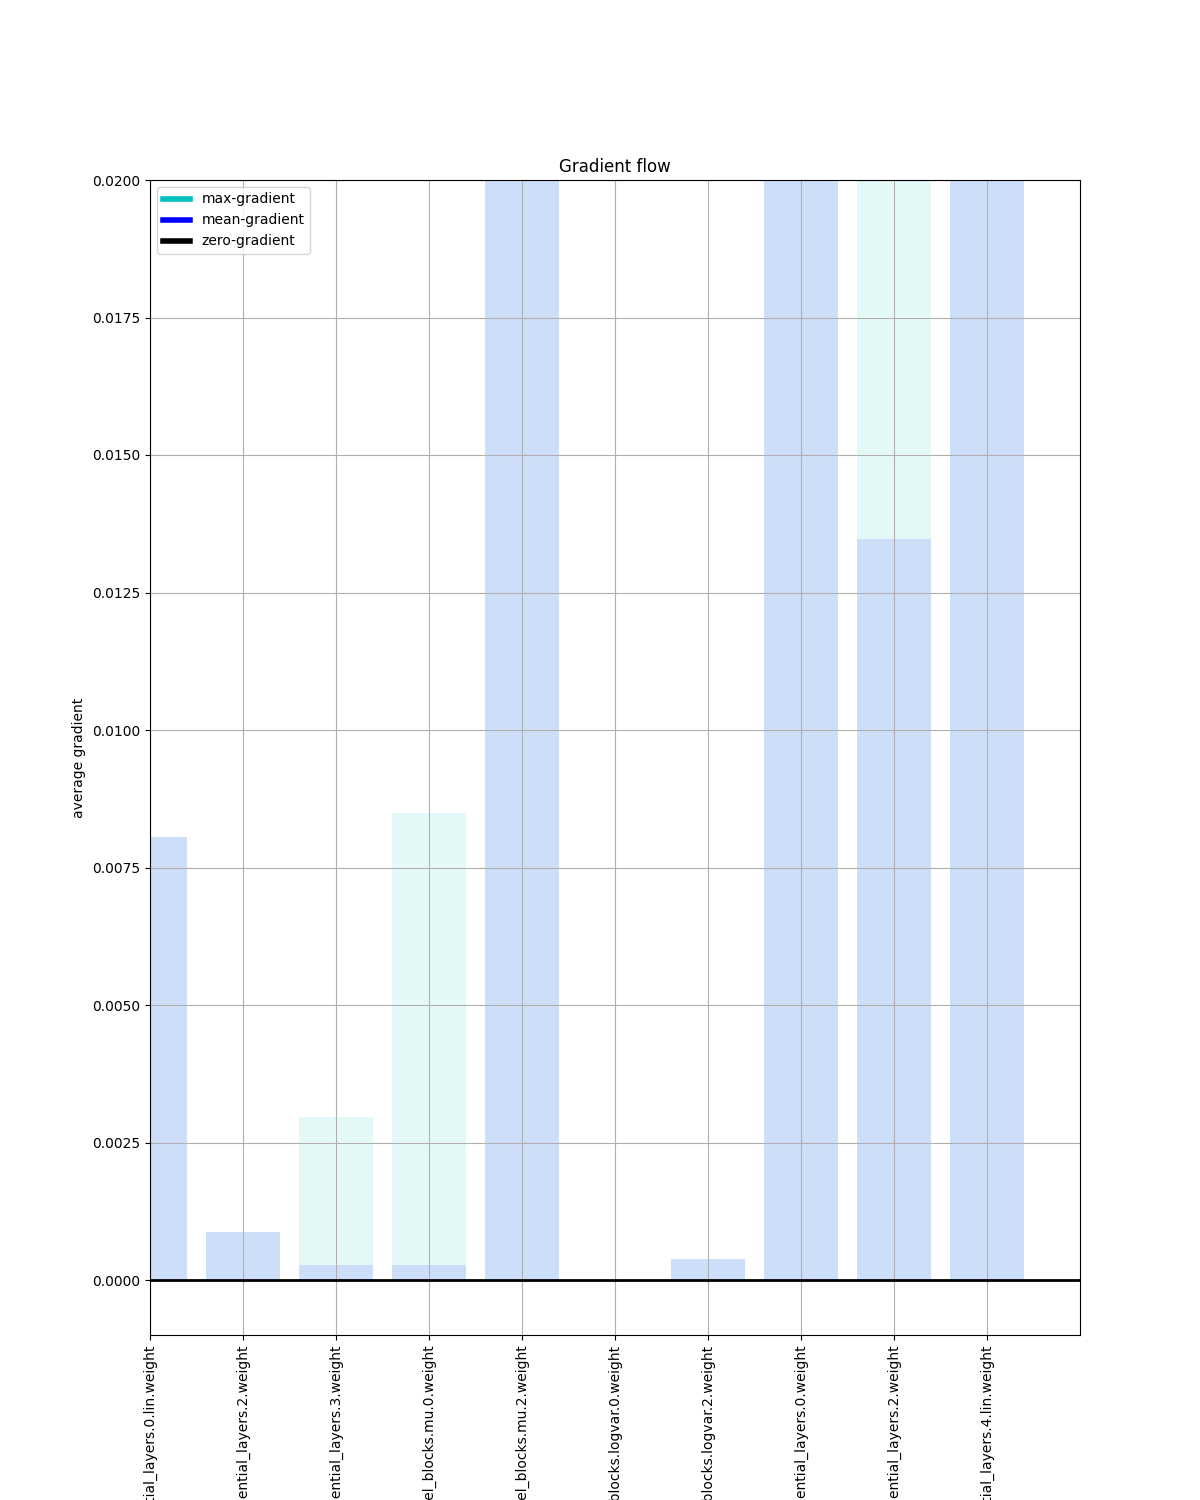 Gradient flow
max-gradient
mean-gradient
zero-gradient
0.0200
0.0175
0.0150
0.0125
0.0100
0.0075
0.0050
0.0025
0.0000
average gradient
tial_layers.0.lin.weight
ential_layers.2.weight
ential_layers.3.weight
el_blocks.mu.0.weight
el_blocks.mu.2.weight
blocks.logvar.0.weight
blocks.logvar.2.weight
ential_layers.0.weight
ential_layers.2.weight
tial_layers.4.lin.weight